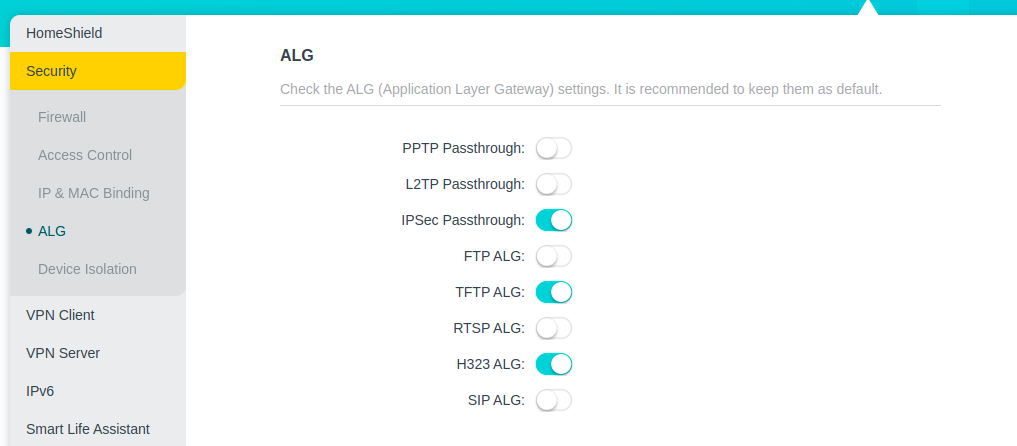 HomeShield
Security
Firewall
Access Control
IP & MAC Binding
ALG
Device Isolation
VPN Client
VPN Server
IPv6
Smart Life Assistant
ALG
Check the ALG (Application Layer Gateway) settings. It is recommended to keep them as default.
PPTP Passthrough:
L2TP Passthrough:
IPSec Passthrough:
FTP ALG:
TFTP ALG:
RTSP ALG:
H323 ALG:
SIP ALG: